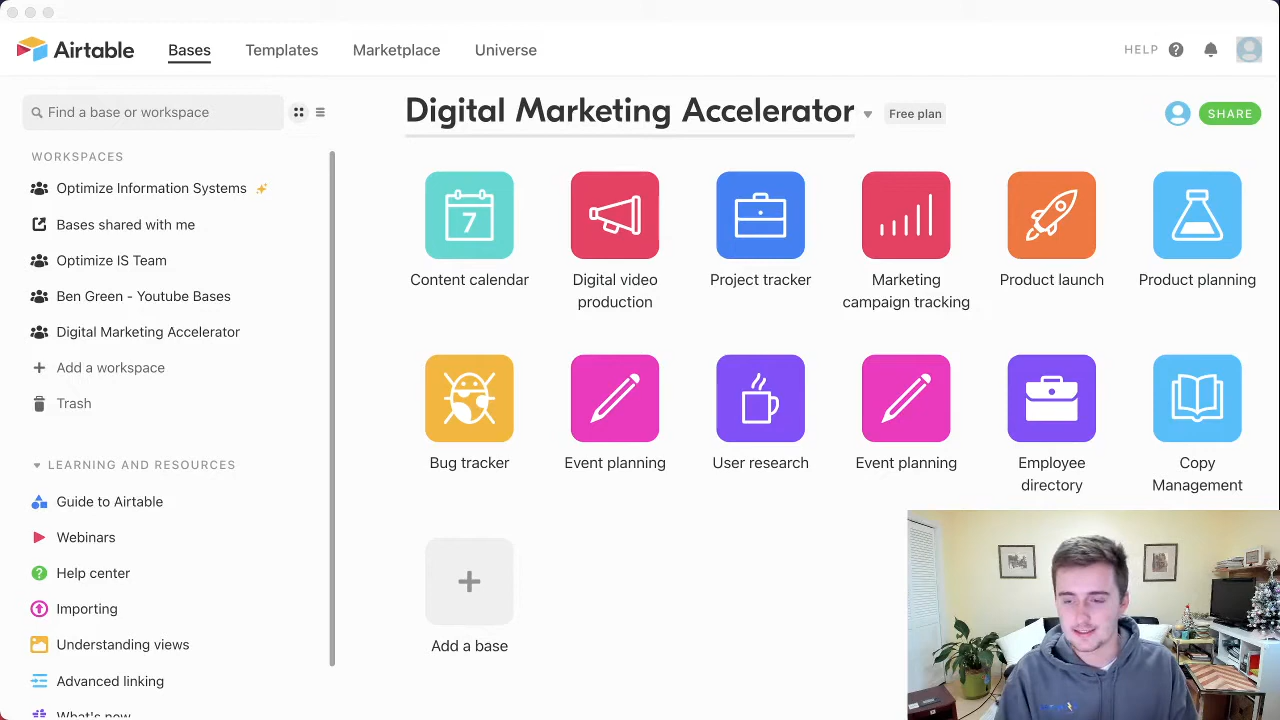 Airtable
Bases
Templates
Marketplace
Universe
HELP
Find a base or workspace
WORKSPACES
Optimize Information Systems
Bases shared with me
Optimize IS Team
Ben Green - Youtube Bases
Digital Marketing Accelerator
Add a workspace
Trash
LEARNING AND RESOURCES
Guide to Airtable
Webinars
Help center
Importing
Understanding views
Advanced linking
What's new
Digital Marketing Accelerator
Free plan
SHARE
7
Content calendar
Digital video
production
Project tracker
Marketing
campaign tracking
Product launch
Product planning
Bug tracker
Event planning
User research
Event planning
Employee
directory
Copy
Management
Add a base